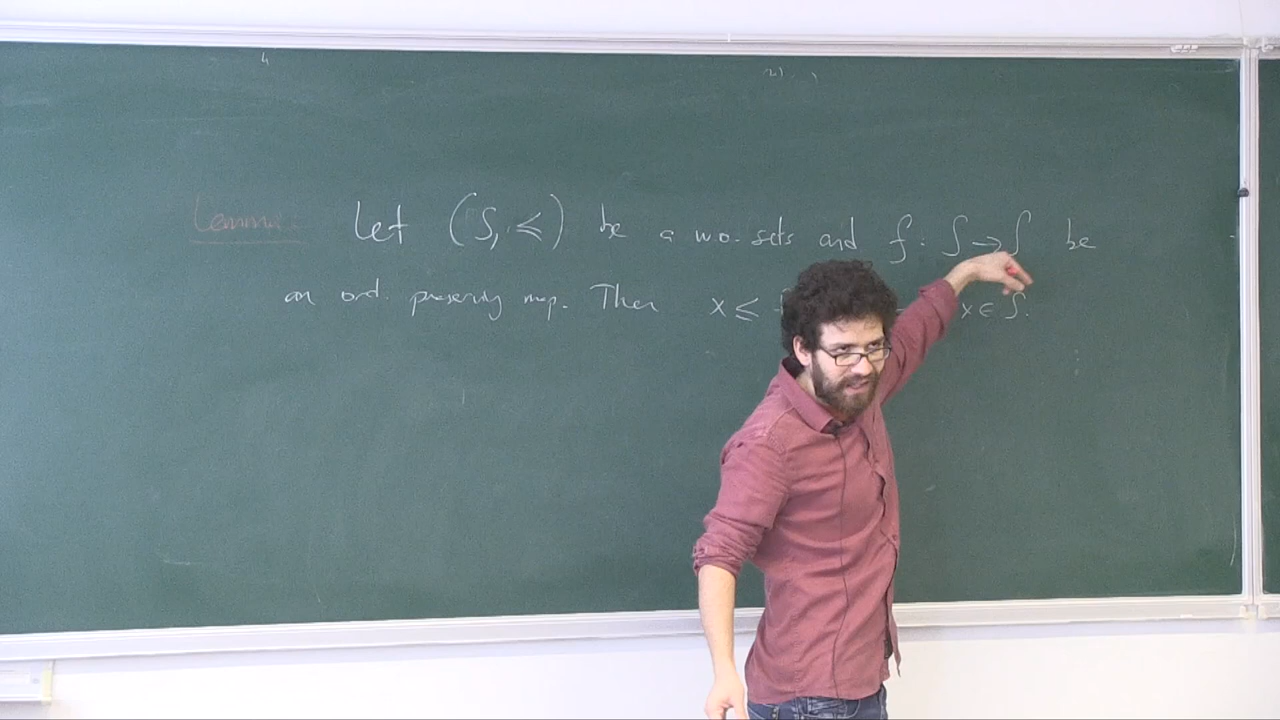 Lemma: Let (S, ≤) be a w.o. sets and f: S → S be
an ord. preserving map. Then x ≤ x ∈ S.